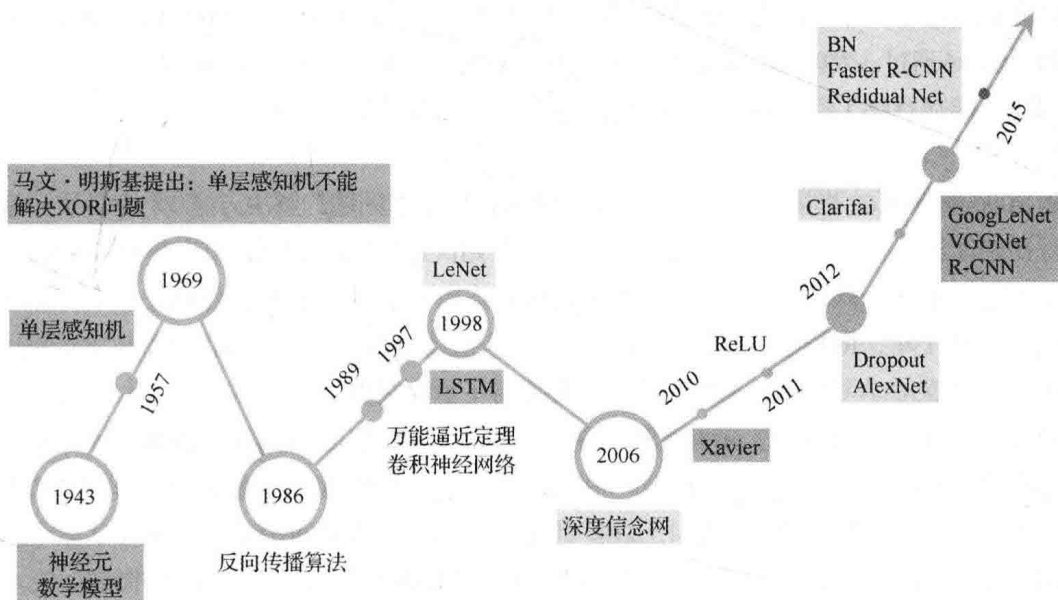 BN
Faster R-CNN
Redidual Net
2015
马文·明斯基提出：单层感知机不能
解决XOR问题
Clarifai
GoogLeNet
VGGNet
R-CNN
1969
LeNet
2012
单层感知机
1998
1957
1989
1997
LSTM
ReLU
Dropout
AlexNet
2010
2011
万能逼近定理
卷积神经网络
Xavier
1943
1986
2006
神经元
数学模型
反向传播算法
深度信念网